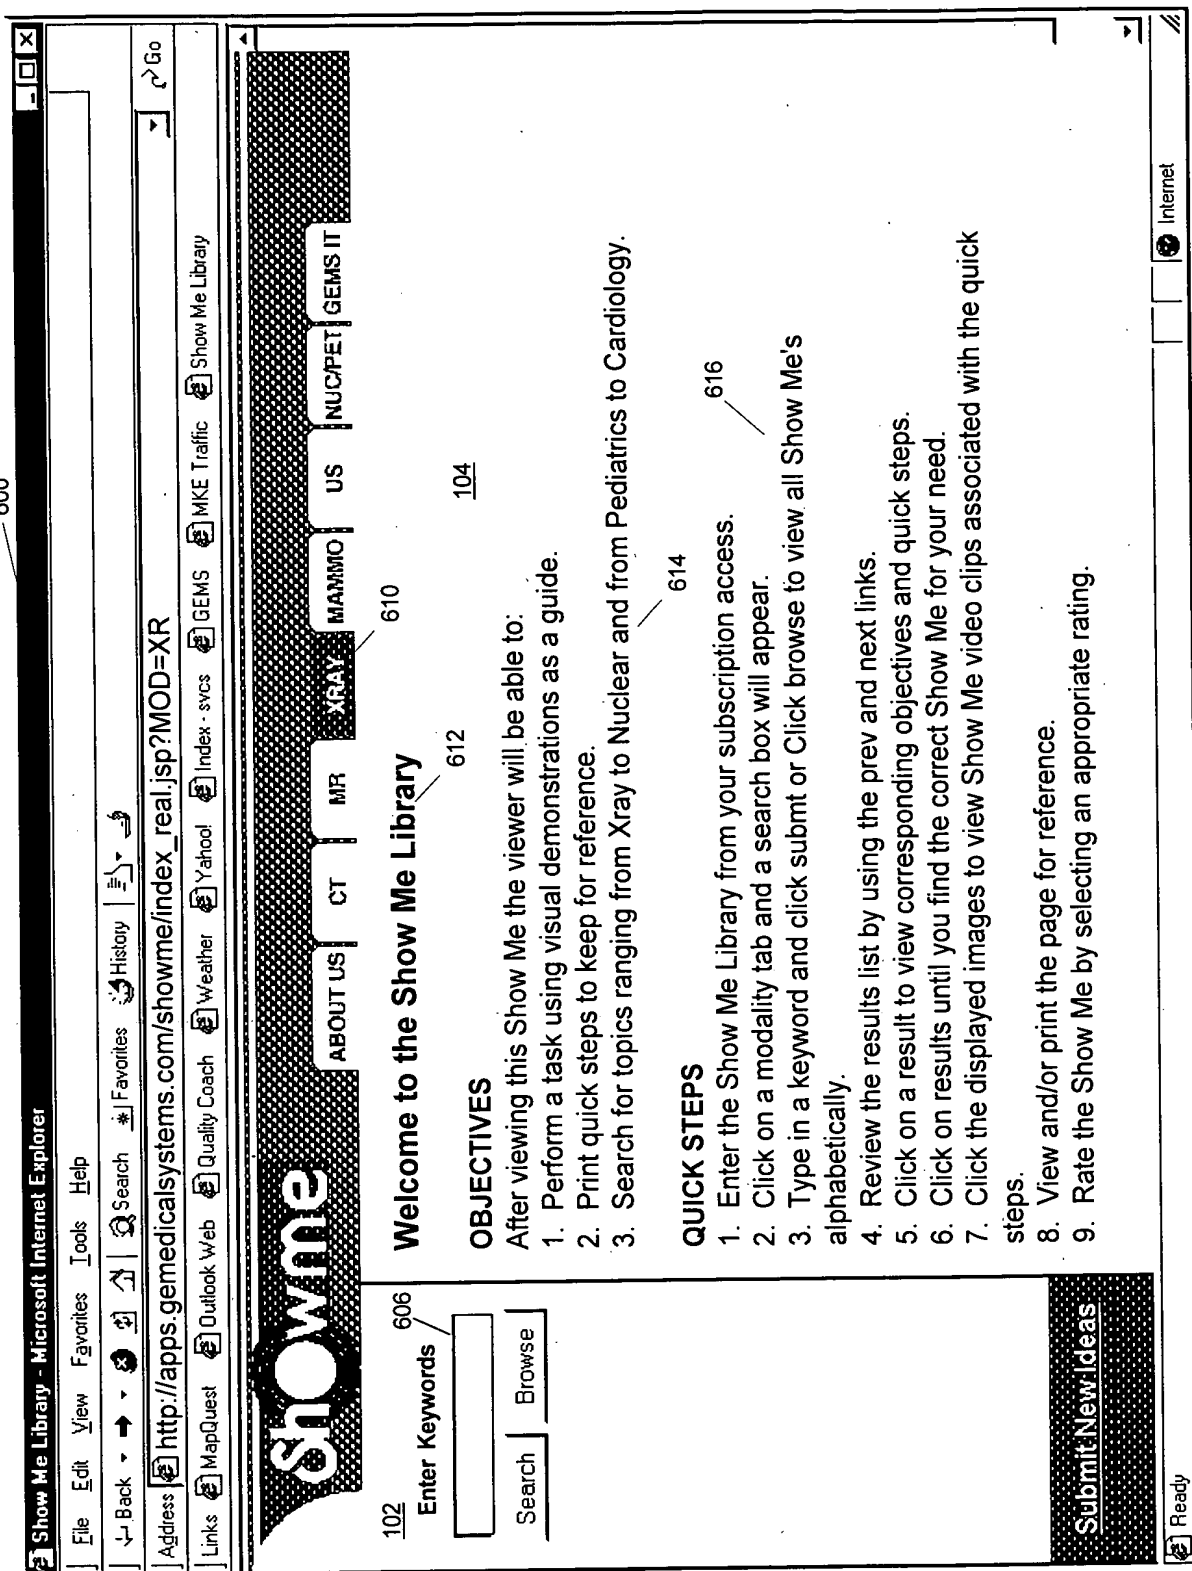 600
Show Me Library - Microsoft Internet Explorer
File Edit View Favorites Tools Help
Back Search Favorites History
Address http://apps.gemedicalsystems.com/showme/index_real.jsp?MOD=XR Go
Links MapQuest Outlook Web Quality Coach Weather Yahoo! Index - svcs GEMS MKE Traffic Show Me Library
Showme
ABOUT US CT MR XRAY MAMMO US NUC/PET GEMS IT
610
102
Enter Keywords
606
Search Browse
Submit New Ideas
Welcome to the Show Me Library
612
104
OBJECTIVES
After viewing this Show Me the viewer will be able to:
1. Perform a task using visual demonstrations as a guide.
2. Print quick steps to keep for reference.
3. Search for topics ranging from Xray to Nuclear and from Pediatrics to Cardiology.
614
616
QUICK STEPS
1. Enter the Show Me Library from your subscription access.
2. Click on a modality tab and a search box will appear.
3. Type in a keyword and click submt or Click browse to view all Show Me's
alphabetically.
4. Review the results list by using the prev and next links.
5. Click on a result to view corresponding objectives and quick steps.
6. Click on results until you find the correct Show Me for your need.
7. Click the displayed images to view Show Me video clips associated with the quick
steps.
8. View and/or print the page for reference.
9. Rate the Show Me by selecting an appropriate rating.
Ready Internet